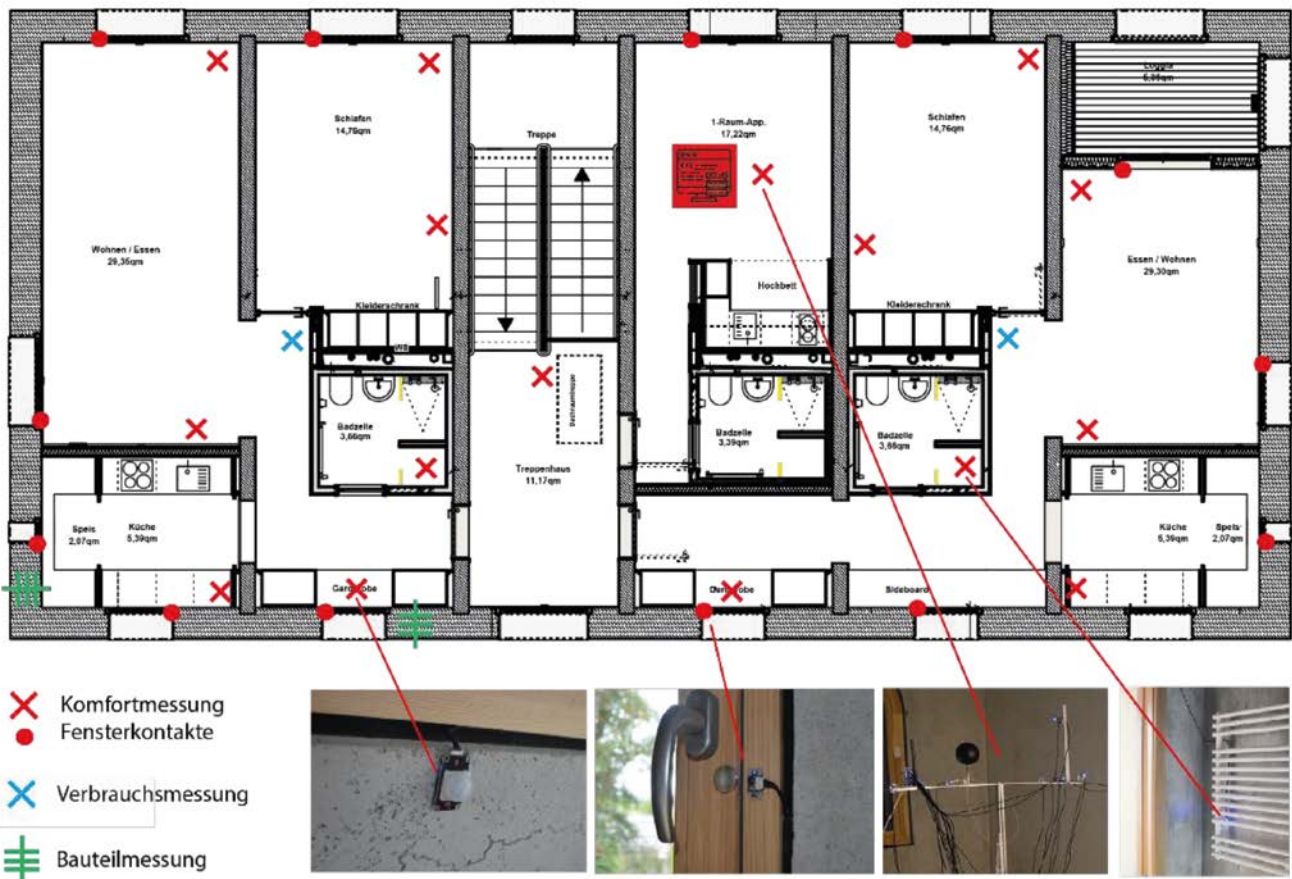 Loggia
Schlafen
14,76qm
Treppe
1-Raum-App.
17,22qm
Schlafen
14,76qm
Wohnen / Essen
29,35qm
Essen / Wohnen
29,30qm
Hochbett
Kleiderschrank
Kleiderschrank
Badzelle
3,66qm
Badzelle
3,39qm
Badzelle
3,66qm
Treppenhaus
11,17qm
Speis
2,07qm
Küche
5,39qm
Küche
5,39qm
Speis
2,07qm
Garderobe
Garderobe
Sideboard
Komfortmessung
Fensterkontakte
Verbrauchsmessung
Bauteilmessung